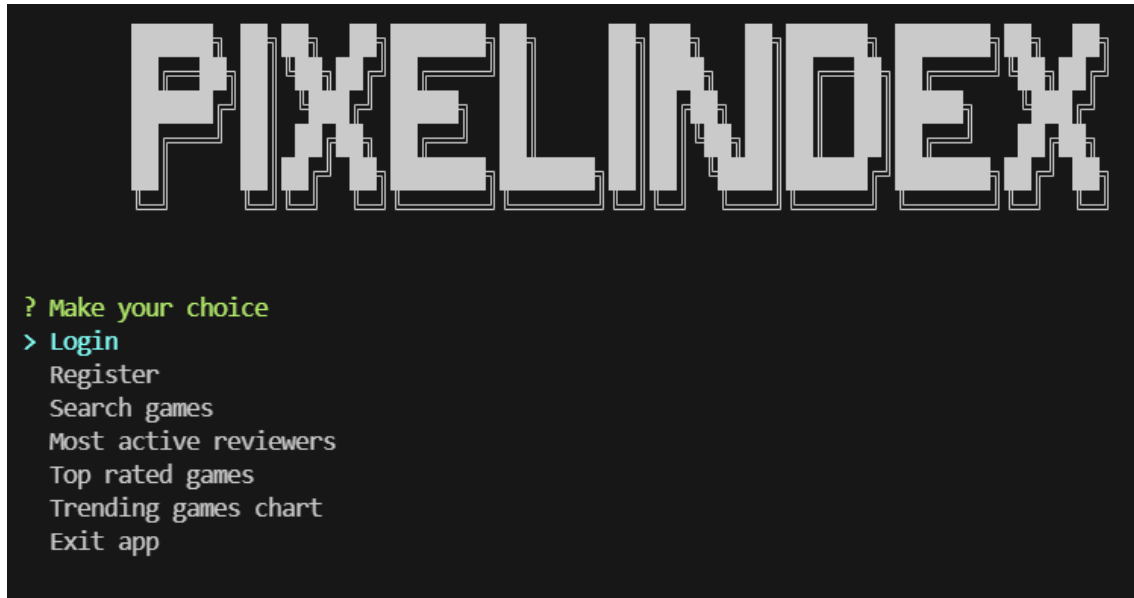 PIXELINDEX
? Make your choice
> Login
Register
Search games
Most active reviewers
Top rated games
Trending games chart
Exit app